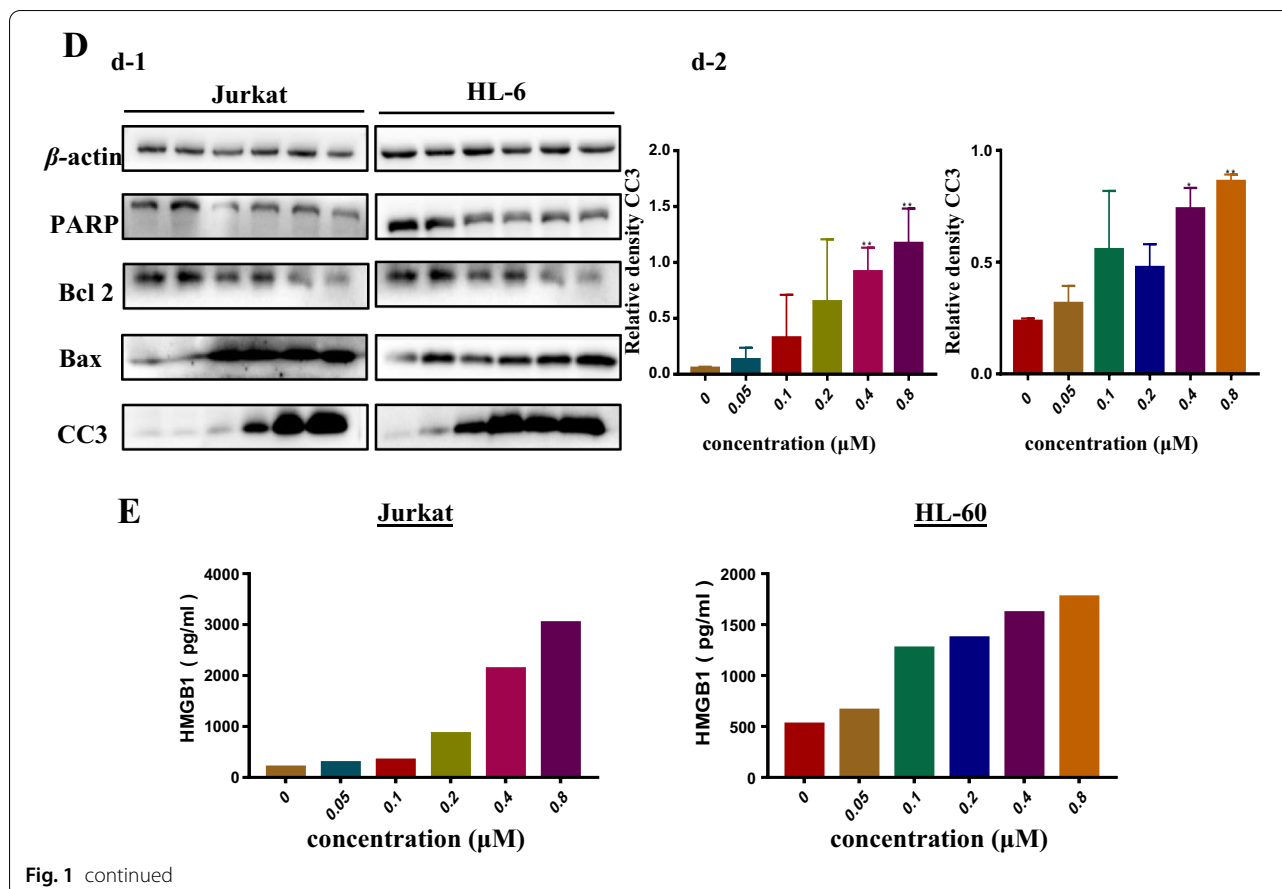 D
d-1
d-2
Jurkat
HL-6
β-actin
PARP
Bcl 2
Bax
CC3
Relative density CC3
2.0
1.5
1.0
0.5
0.0
0 0.05 0.1 0.2 0.4 0.8
** **
concentration (μM)
Relative density CC3
1.0
0.5
0.0
0 0.05 0.1 0.2 0.4 0.8
* **
concentration (μM)
E
Jurkat
HMGB1 ( pg/ml )
4000
3000
2000
1000
0
0 0.05 0.1 0.2 0.4 0.8
concentration (μM)
HL-60
HMGB1 ( pg/ml )
2000
1500
1000
500
0
0 0.05 0.1 0.2 0.4 0.8
concentration (μM)
Fig. 1 continued